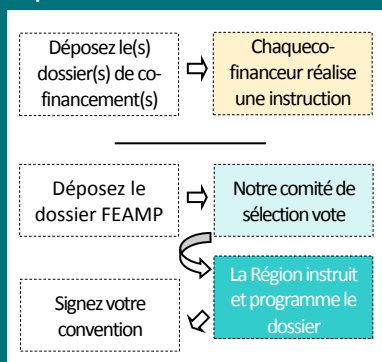 Déposez le(s)
dossier(s) de co-
financement(s)
Chaqueco-
financeur réalise
une instruction
Déposez le
dossier FEAMP
Notre comité de
sélection vote
La Région instruit
et programme le
dossier
Signez votre
convention